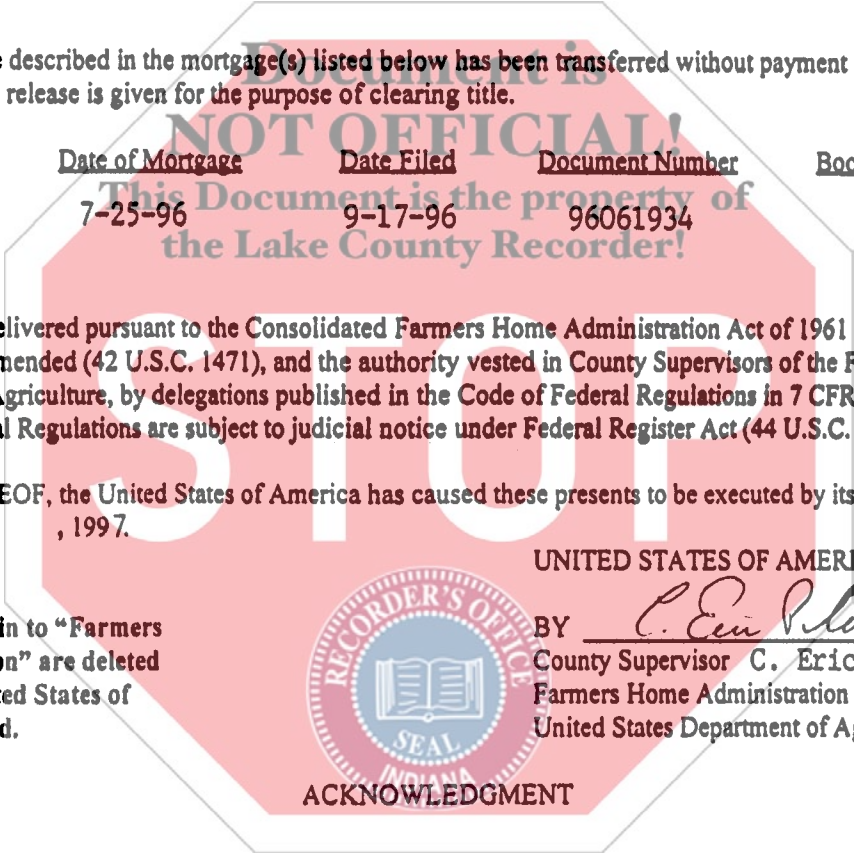 Document is
described in the mortgage(s) listed below has been transferred without payment
release is given for the purpose of clearing title.
NOT OFFICIAL!
Date of Mortgage Date Filed Document Number
This Document is the property of
7-25-96 9-17-96 96061934
the Lake County Recorder!
STOP
elivered pursuant to the Consolidated Farmers Home Administration Act of 1961
mended (42 U.S.C. 1471), and the authority vested in County Supervisors of the F
Agriculture, by delegations published in the Code of Federal Regulations in 7 CFR
l Regulations are subject to judicial notice under Federal Register Act (44 U.S.C.
EOF, the United States of America has caused these presents to be executed by its
, 1997.
UNITED STATES OF AMERI
in to "Farmers
BY C. Eric
on" are deleted
County Supervisor C. Eric
ed States of
Farmers Home Administration
d.
United States Department of Ag
RECORDER'S OFFICE
SEAL
INDIANA
ACKNOWLEDGMENT